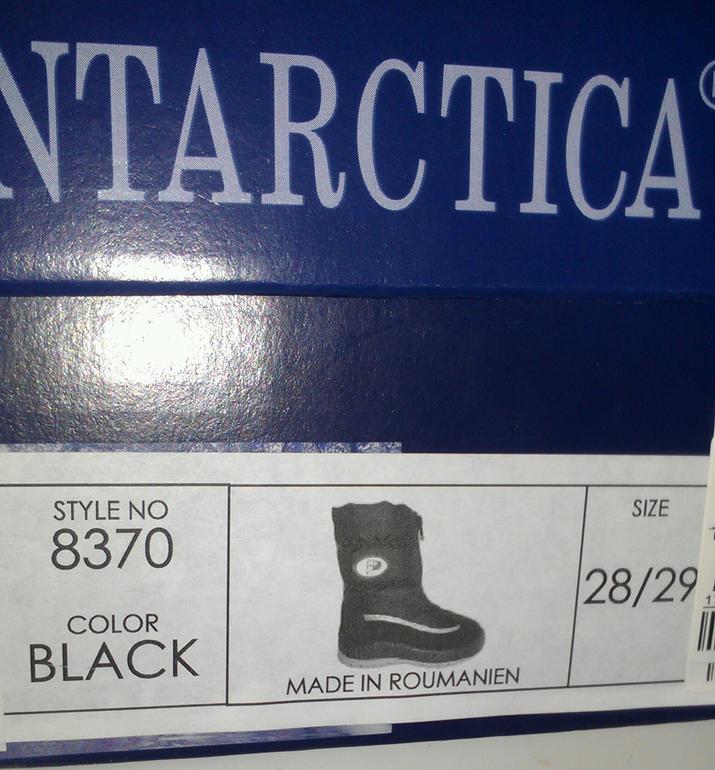 NTARCTICA®
STYLE NO
8370
COLOR
BLACK
MADE IN ROUMANIEN
SIZE
28/29